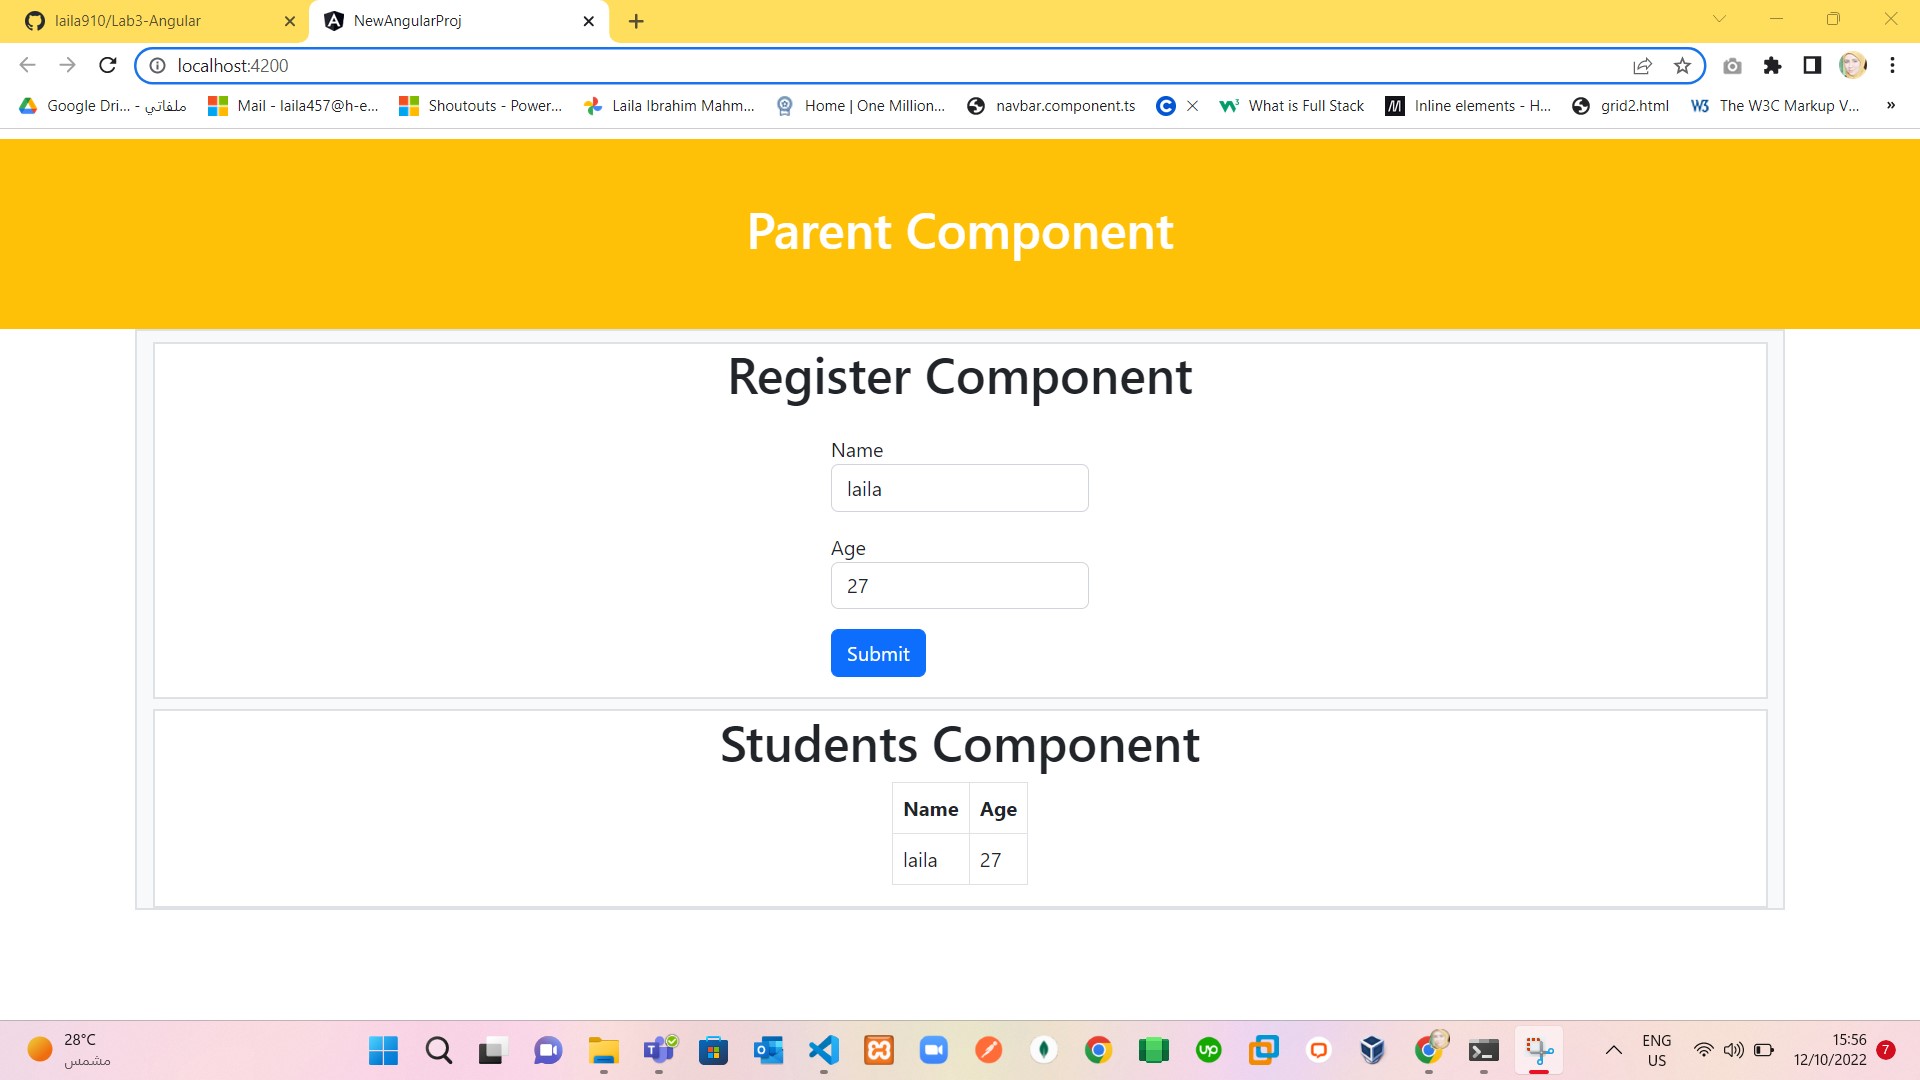 laila910/Lab3-Angular
NewAngularProj
localhost:4200
Google Dri... - ملفاتي
Mail - laila457@h-e...
Shoutouts - Power...
Laila Ibrahim Mahm...
Home | One Million...
navbar.component.ts
What is Full Stack
Inline elements - H...
grid2.html
The W3C Markup V...
»
Parent Component
Register Component
Name
laila
Age
27
Submit
Students Component
Name Age
laila 27
28°C
مشمس
ENG
US
15:56
12/10/2022
7